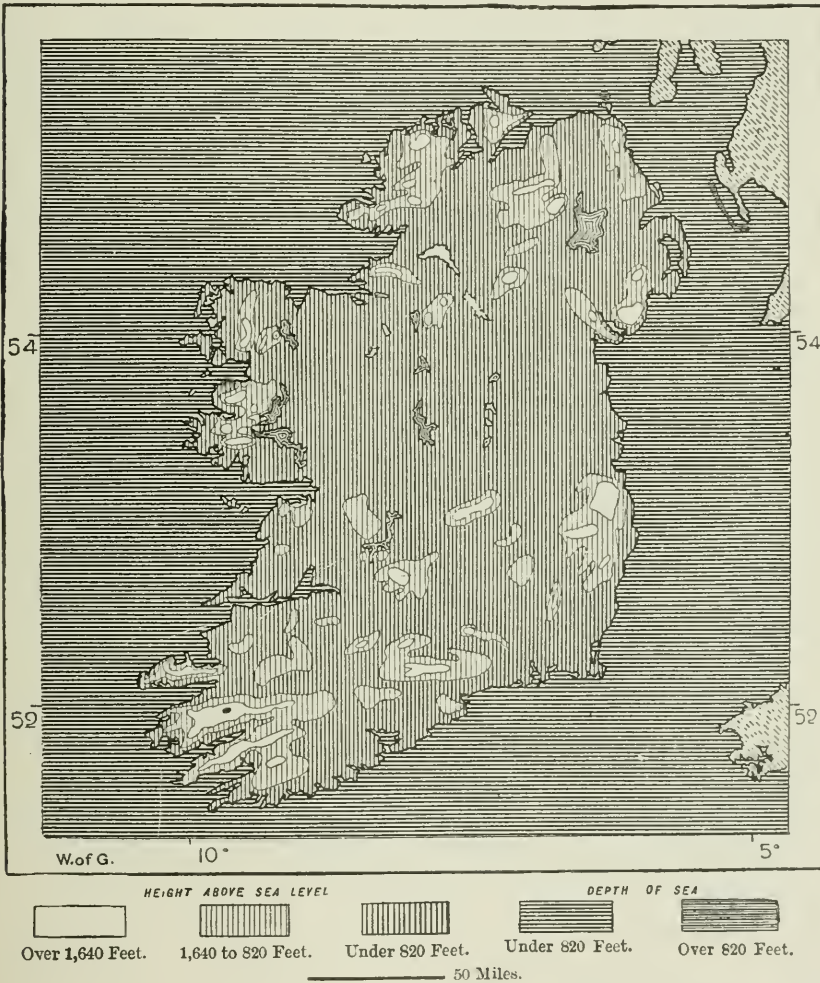 54
54
52
52
W. of G.
10°
5°
HEIGHT ABOVE SEA LEVEL
DEPTH OF SEA
Over 1,640 Feet.
1,640 to 820 Feet.
Under 820 Feet.
Under 820 Feet.
Over 820 Feet.
50 Miles.